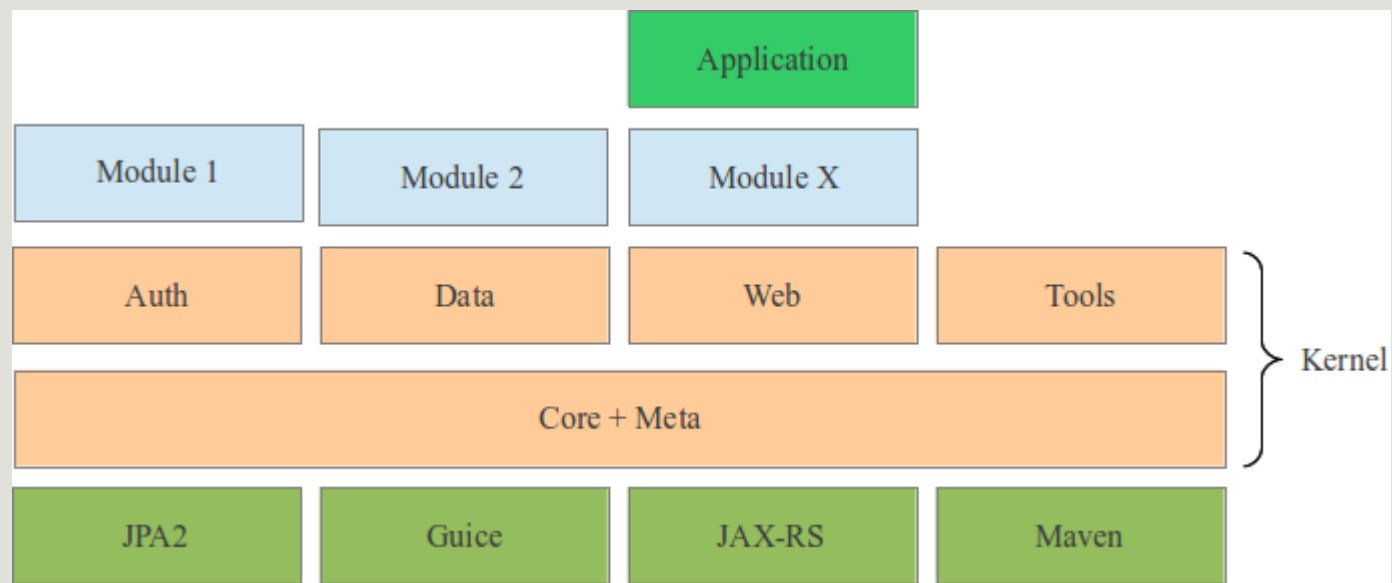 Application
Module 1
Module 2
Module X
Auth
Data
Web
Tools
Kernel
Core + Meta
JPA2
Guice
JAX-RS
Maven